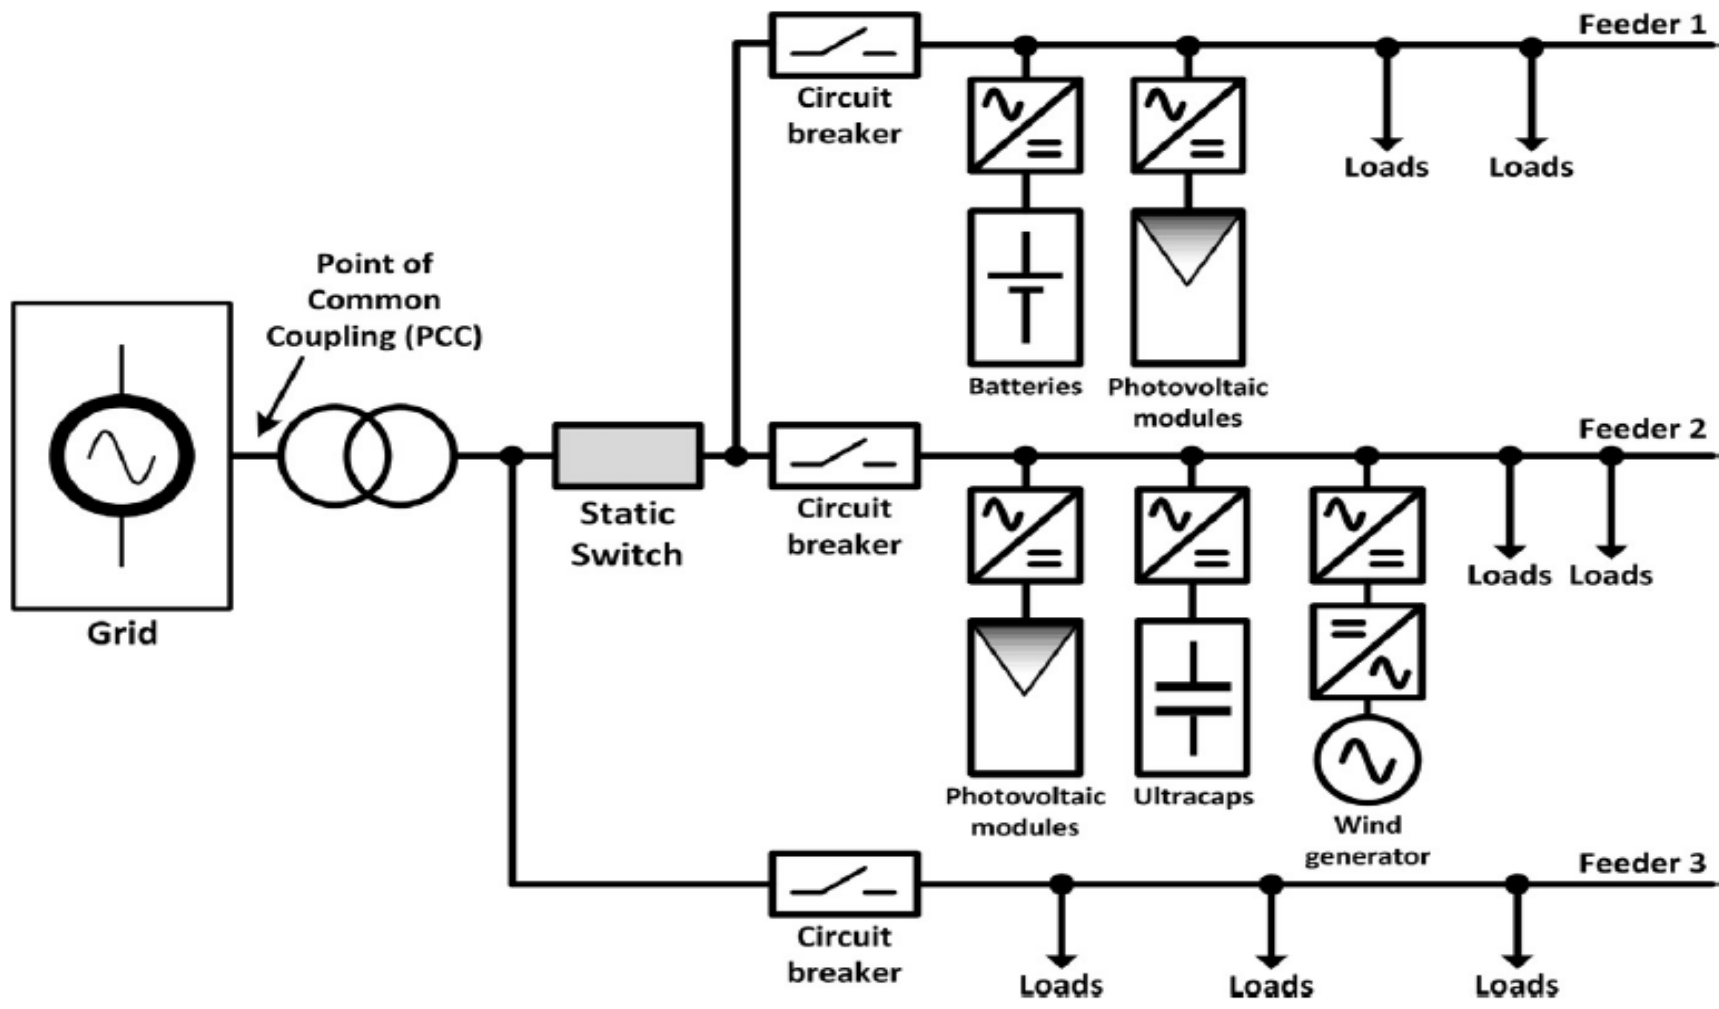 Feeder 1
Circuit
breaker
Loads
Loads
Point of
Common
Coupling (PCC)
Batteries
Photovoltaic
modules
Feeder 2
Static
Switch
Circuit
breaker
Loads
Loads
Grid
Photovoltaic
modules
Ultracaps
Wind
generator
Feeder 3
Circuit
breaker
Loads
Loads
Loads